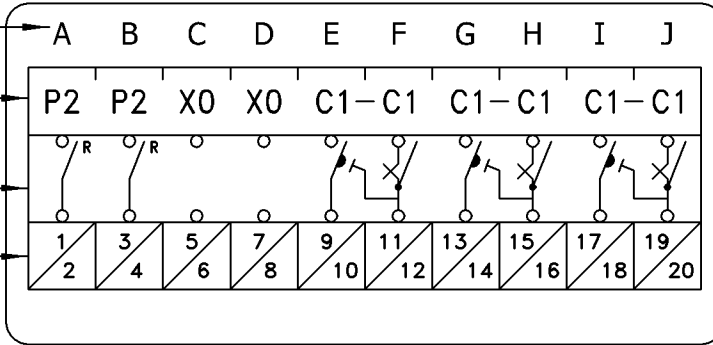 A B C D E F G H I J
P2 P2 X0 X0 C1-C1 C1-C1 C1-C1
R R
1 3 5 7 9 11 13 15 17 19
2 4 6 8 10 12 14 16 18 20